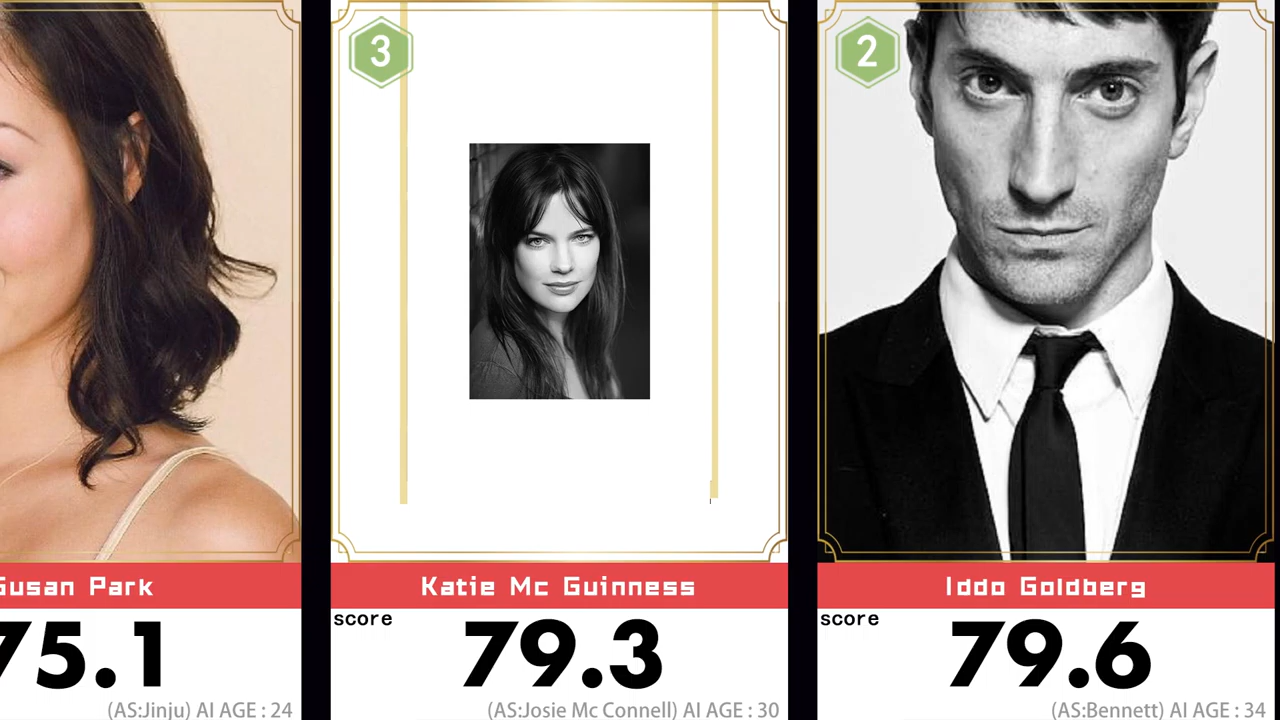 Susan Park
75.1
(AS:Jinju) AI AGE : 24
3
Katie Mc Guinness
score
79.3
(AS:Josie Mc Connell) AI AGE : 30
2
Iddo Goldberg
score
79.6
(AS:Bennett) AI AGE : 34